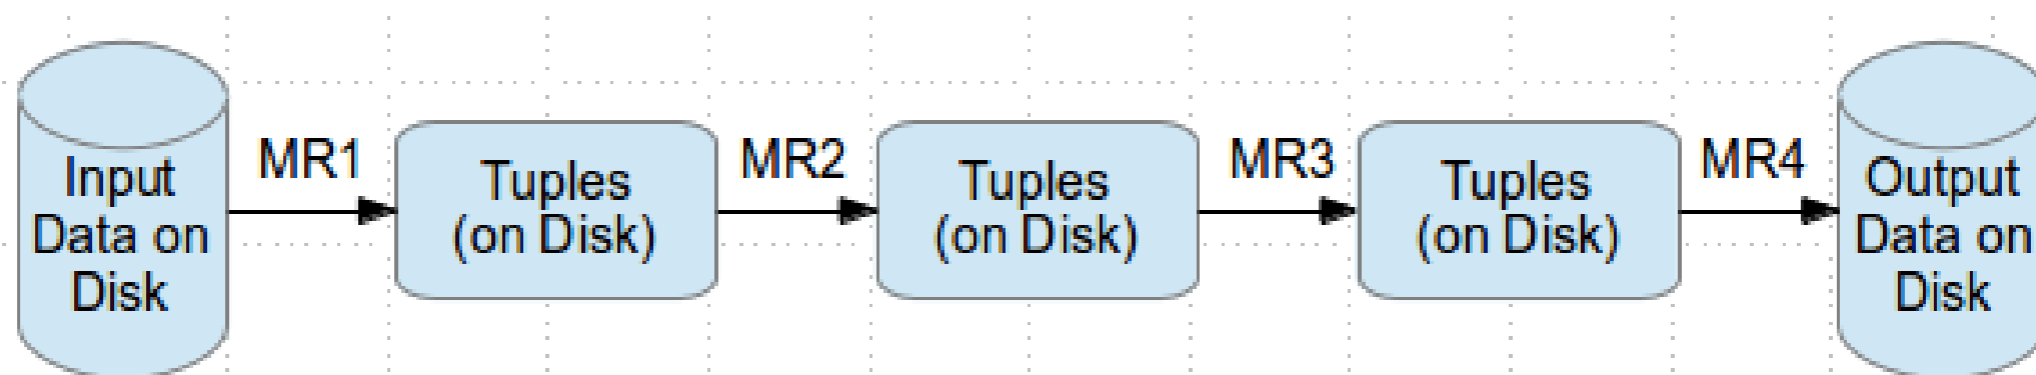 Input
Data on
Disk
MR1
Tuples
(on Disk)
MR2
Tuples
(on Disk)
MR3
Tuples
(on Disk)
MR4
Output
Data on
Disk